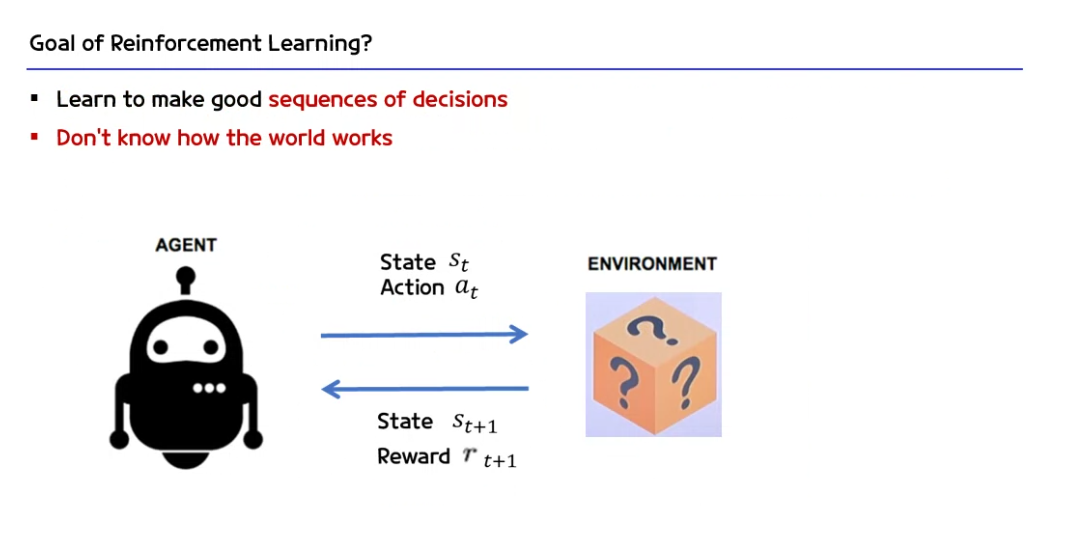 Goal of Reinforcement Learning?
▪ Learn to make good sequences of decisions
▪ Don't know how the world works
AGENT
State s_t
Action a_t
ENVIRONMENT
? ? ?
State s_{t+1}
Reward r_{t+1}